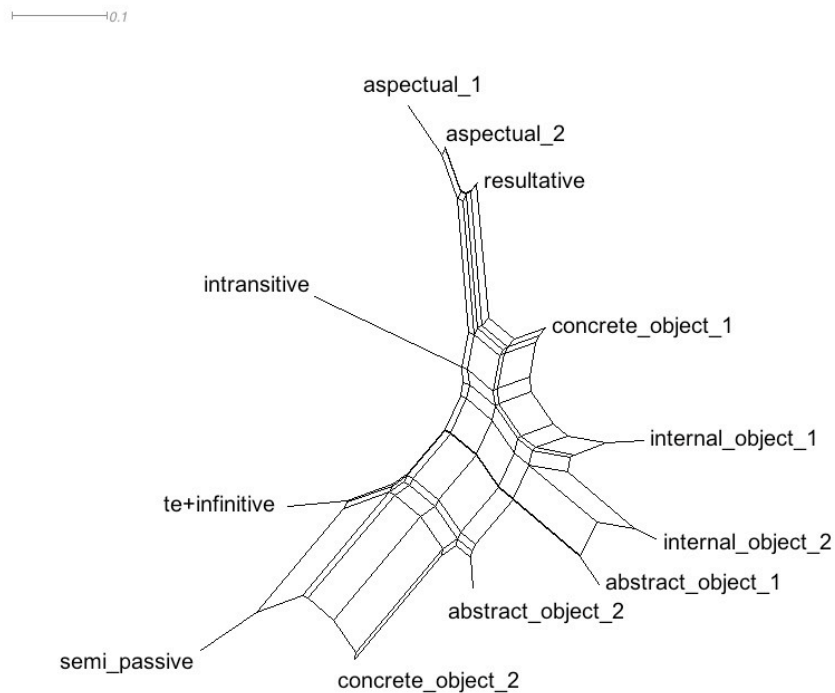 0.1
aspectual_1
aspectual_2
resultative
intransitive
concrete_object_1
internal_object_1
te+infinitive
internal_object_2
abstract_object_1
abstract_object_2
semi_passive
concrete_object_2